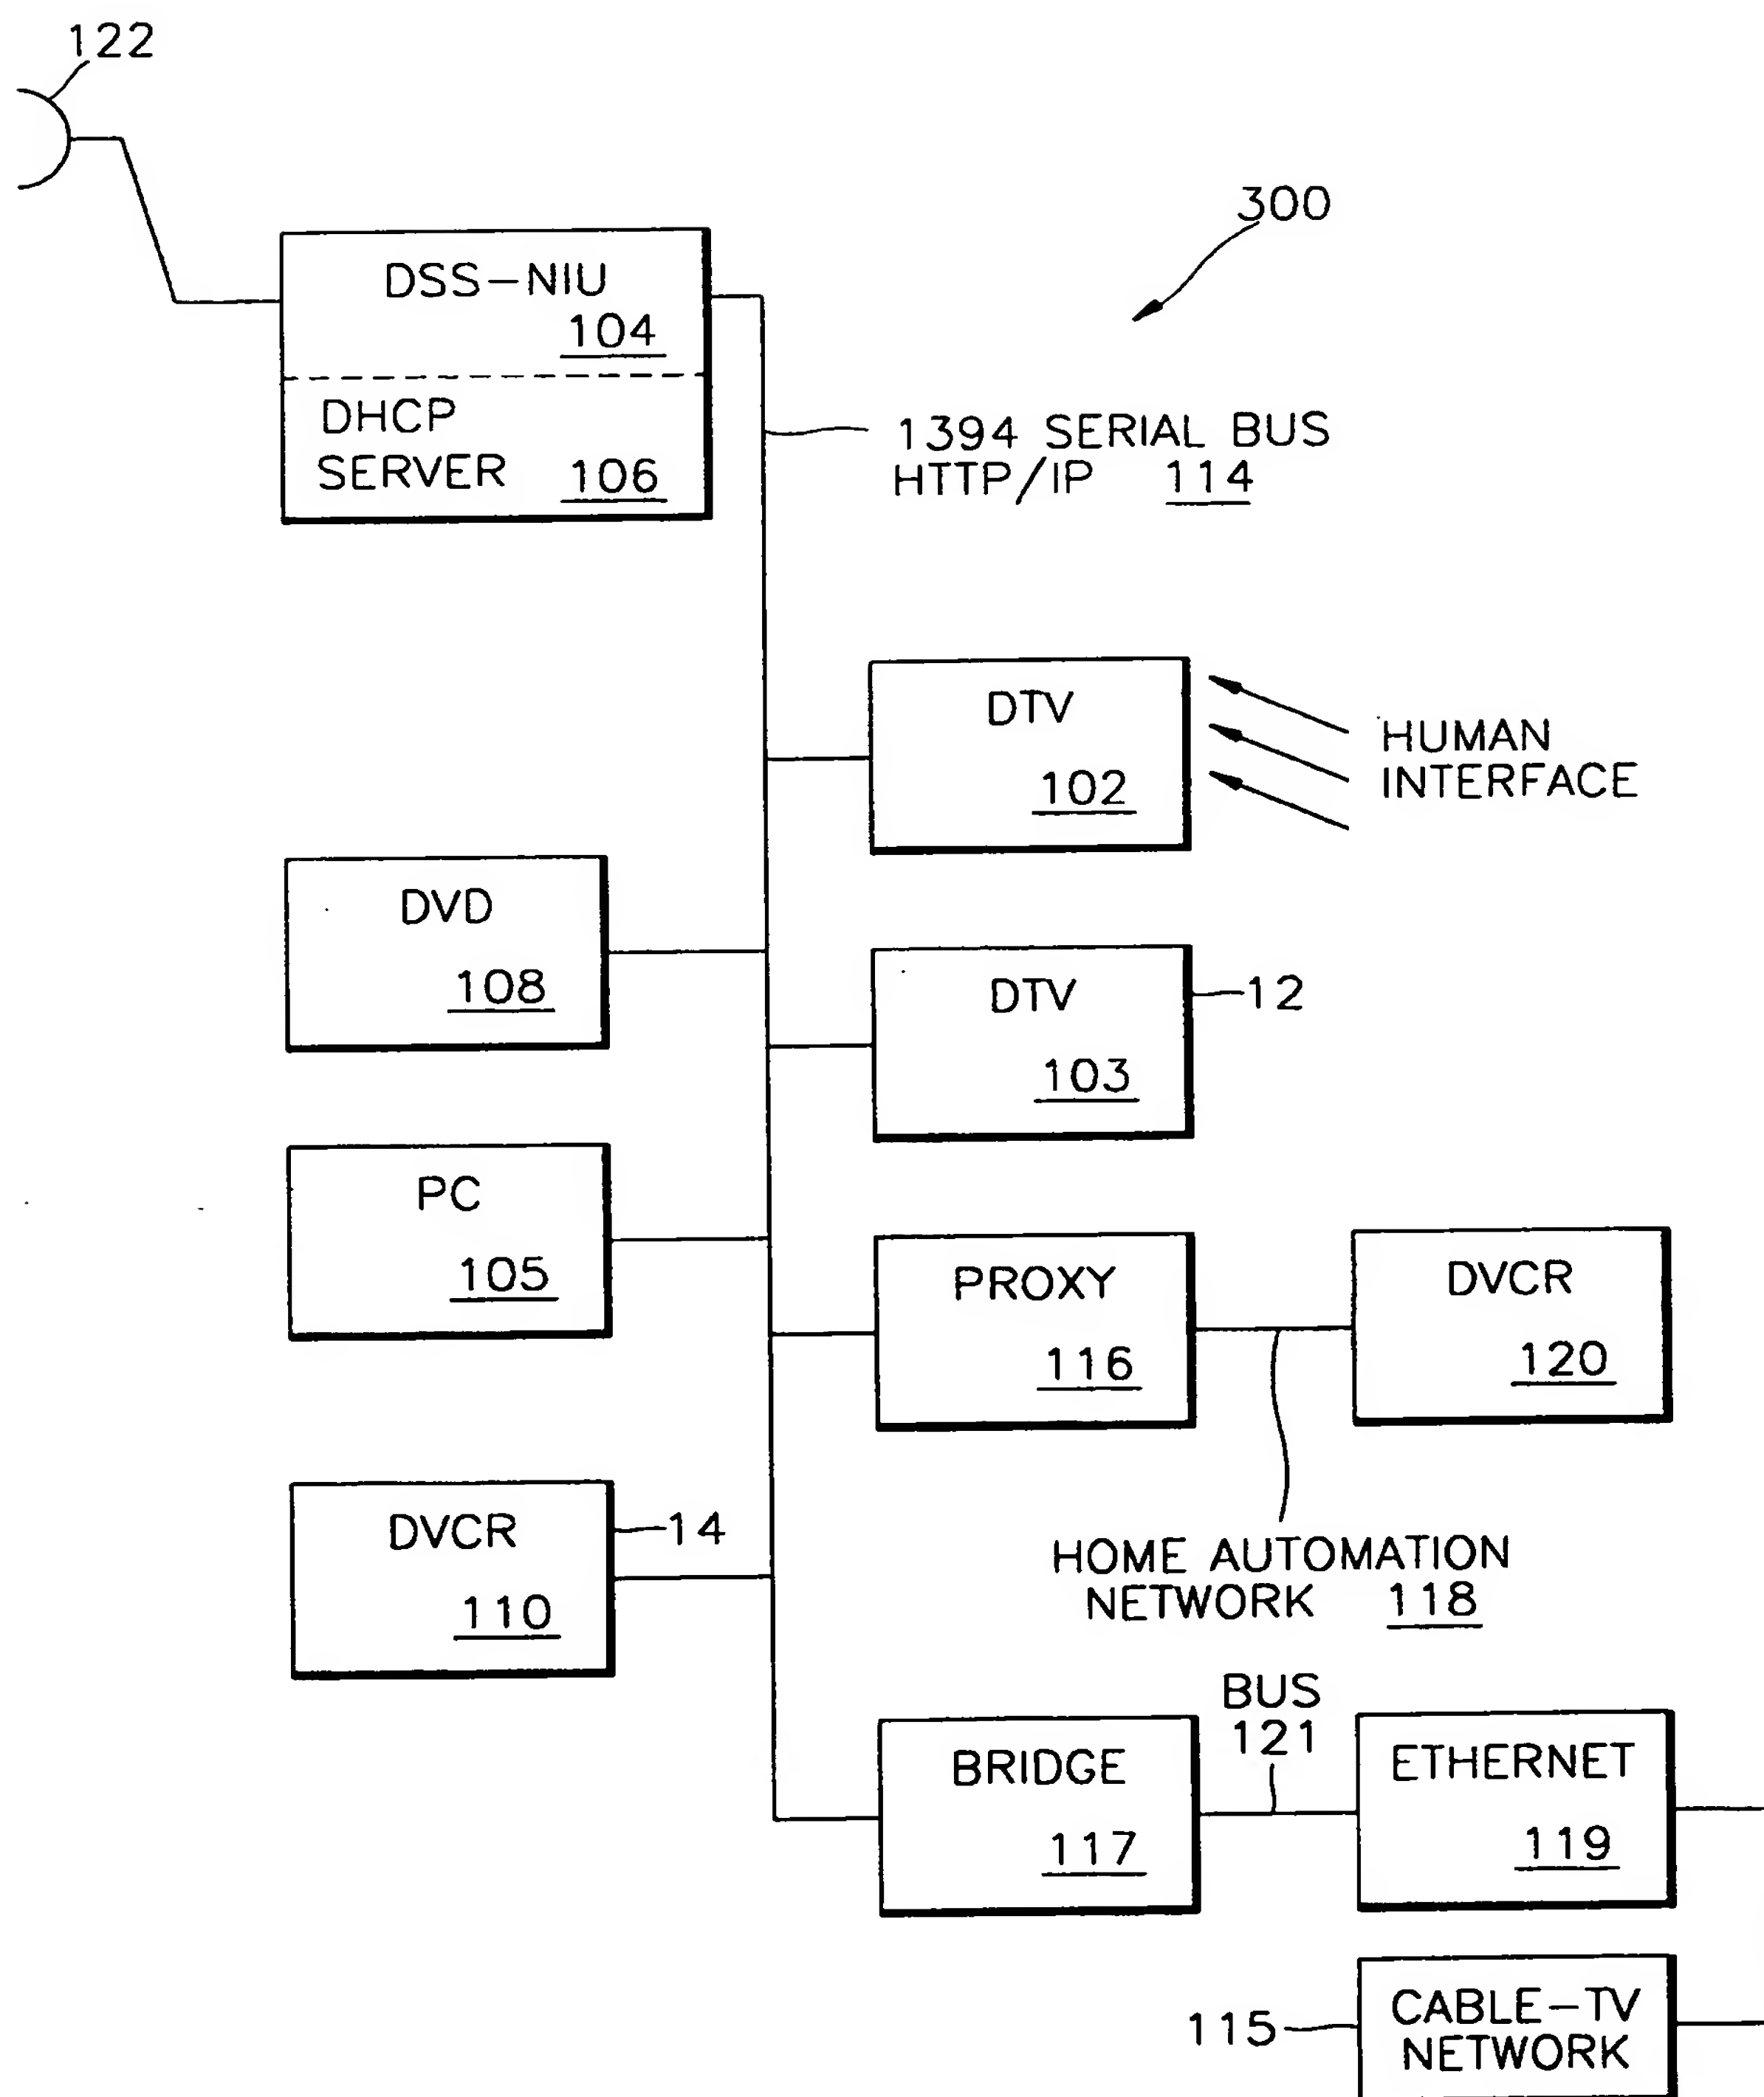 122
300
DSS-NIU
104
DHCP
SERVER 106
1394 SERIAL BUS
HTTP/IP 114
DTV
102
HUMAN
INTERFACE
DVD
108
DTV
103
12
PC
105
PROXY
116
DVCR
120
DVCR
110
14
HOME AUTOMATION
NETWORK 118
BUS
121
BRIDGE
117
ETHERNET
119
115
CABLE-TV
NETWORK